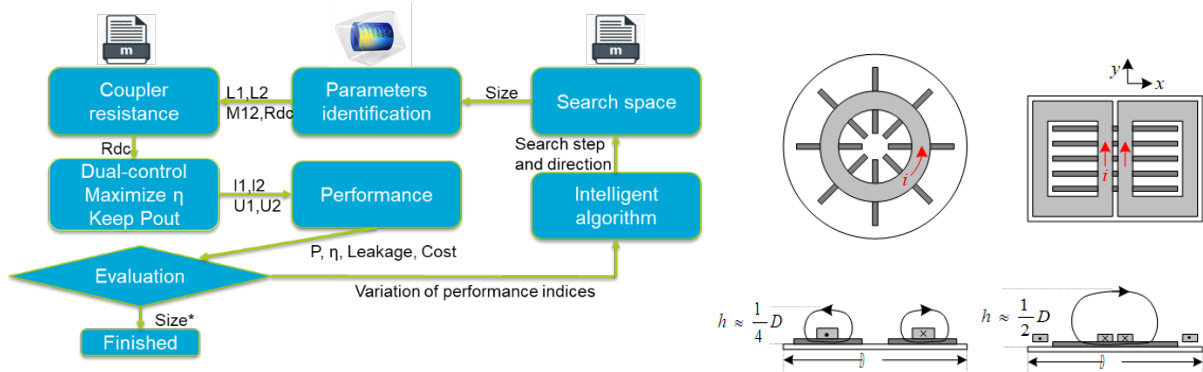 m
m
Coupler
resistance
L1,L2
M12,Rdc
Parameters
identification
Size
Search space
Rdc
Search step
and direction
Dual-control
Maximize η
Keep Pout
I1,I2
U1,U2
Performance
Intelligent
algorithm
P, η, Leakage, Cost
Evaluation
Variation of performance indices
Size*
Finished
i
y
x
i
h ≈ 1/4 D
D
h ≈ 1/2 D
D